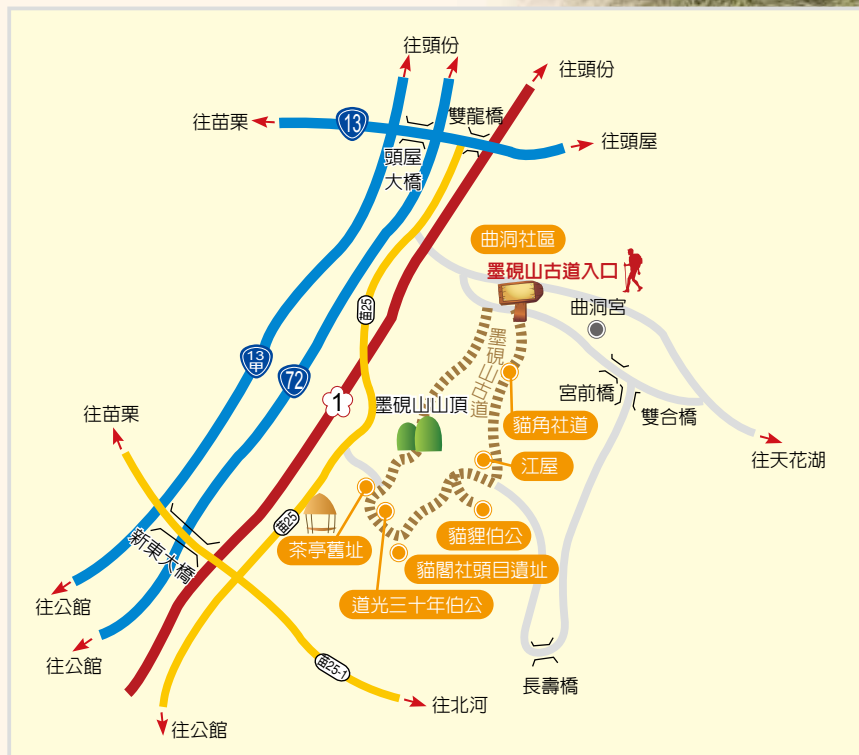 往頭份
往頭份
往苗栗
13
雙龍橋
往頭屋
頭屋
大橋
曲洞社區
墨硯山古道入口
曲洞宮
苗25
墨硯山古道
13
甲
72
1
墨硯山山頂
宮前橋
雙合橋
貓角社道
往苗栗
往天花湖
江屋
苗25
貓貍伯公
新東大橋
茶亭舊址
貓閣社頭目遺址
道光三十年伯公
往公館
往公館
苗25-1
長壽橋
往北河
往公館